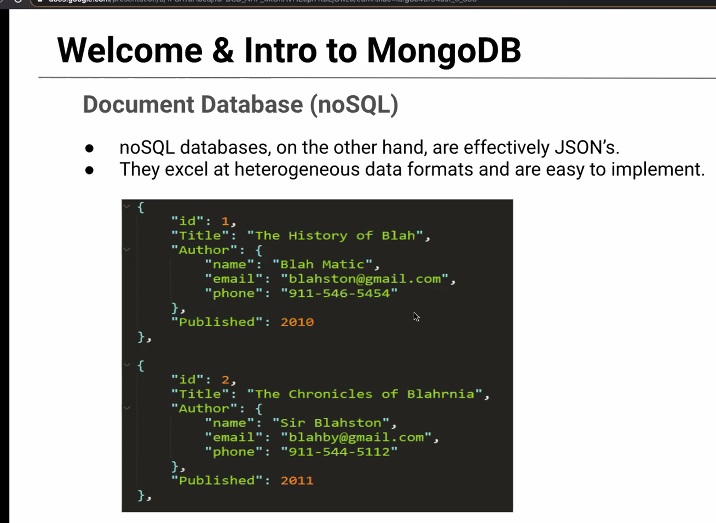 Welcome & Intro to MongoDB
Document Database (noSQL)
● noSQL databases, on the other hand, are effectively JSON's.
● They excel at heterogeneous data formats and are easy to implement.
{
"id": 1,
"Title": "The History of Blah",
"Author": {
"name": "Blah Matic",
"email": "blahston@gmail.com",
"phone": "911-546-5454"
},
"Published": 2010
},
{
"id": 2,
"Title": "The Chronicles of Blahrnia",
"Author": {
"name": "Sir Blahston",
"email": "blahby@gmail.com",
"phone": "911-544-5112"
},
"Published": 2011
},